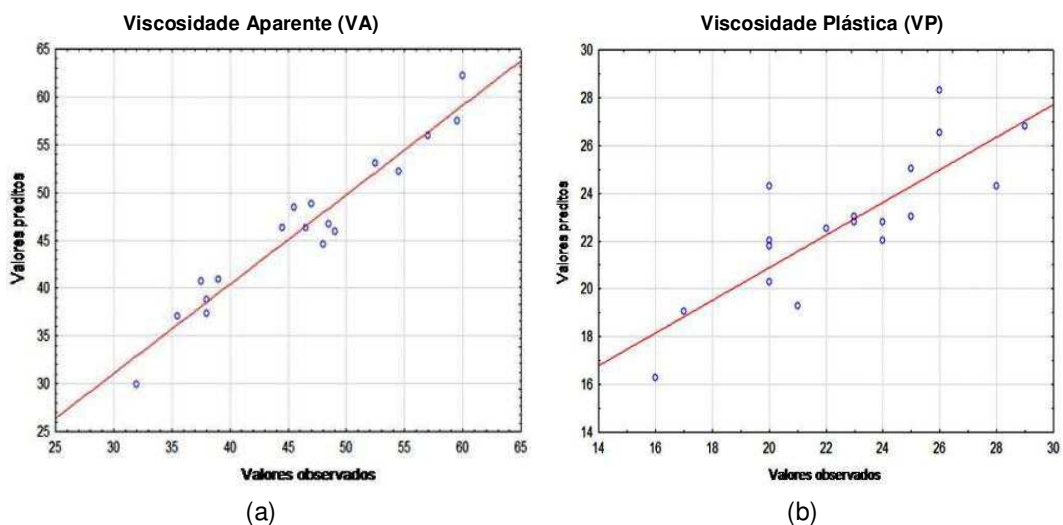 Viscosidade Aparente (VA)
65
60
55
50
45
40
35
30
25
Valores preditos
25 30 35 40 45 50 55 60 65
Valores observados
(a)
Viscosidade Plástica (VP)
30
28
26
24
22
20
18
16
14
Valores preditos
14 16 18 20 22 24 26 28 30
Valores observados
(b)